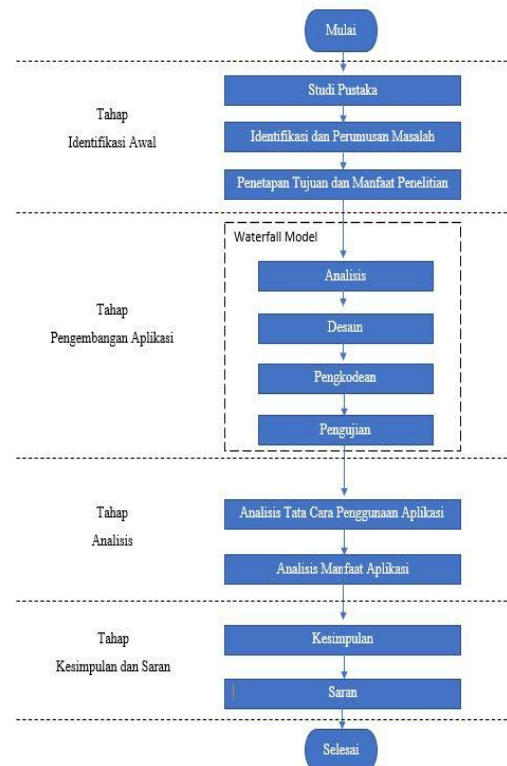 Mulai
Tahap
Identifikasi Awal
Studi Pustaka
Identifikasi dan Perumusan Masalah
Penetapan Tujuan dan Manfaat Penelitian
Tahap
Pengembangan Aplikasi
Waterfall Model
Analisis
Desain
Pengkodean
Pengujian
Tahap
Analisis
Analisis Tata Cara Penggunaan Aplikasi
Analisis Manfaat Aplikasi
Tahap
Kesimpulan dan Saran
Kesimpulan
Saran
Selesai